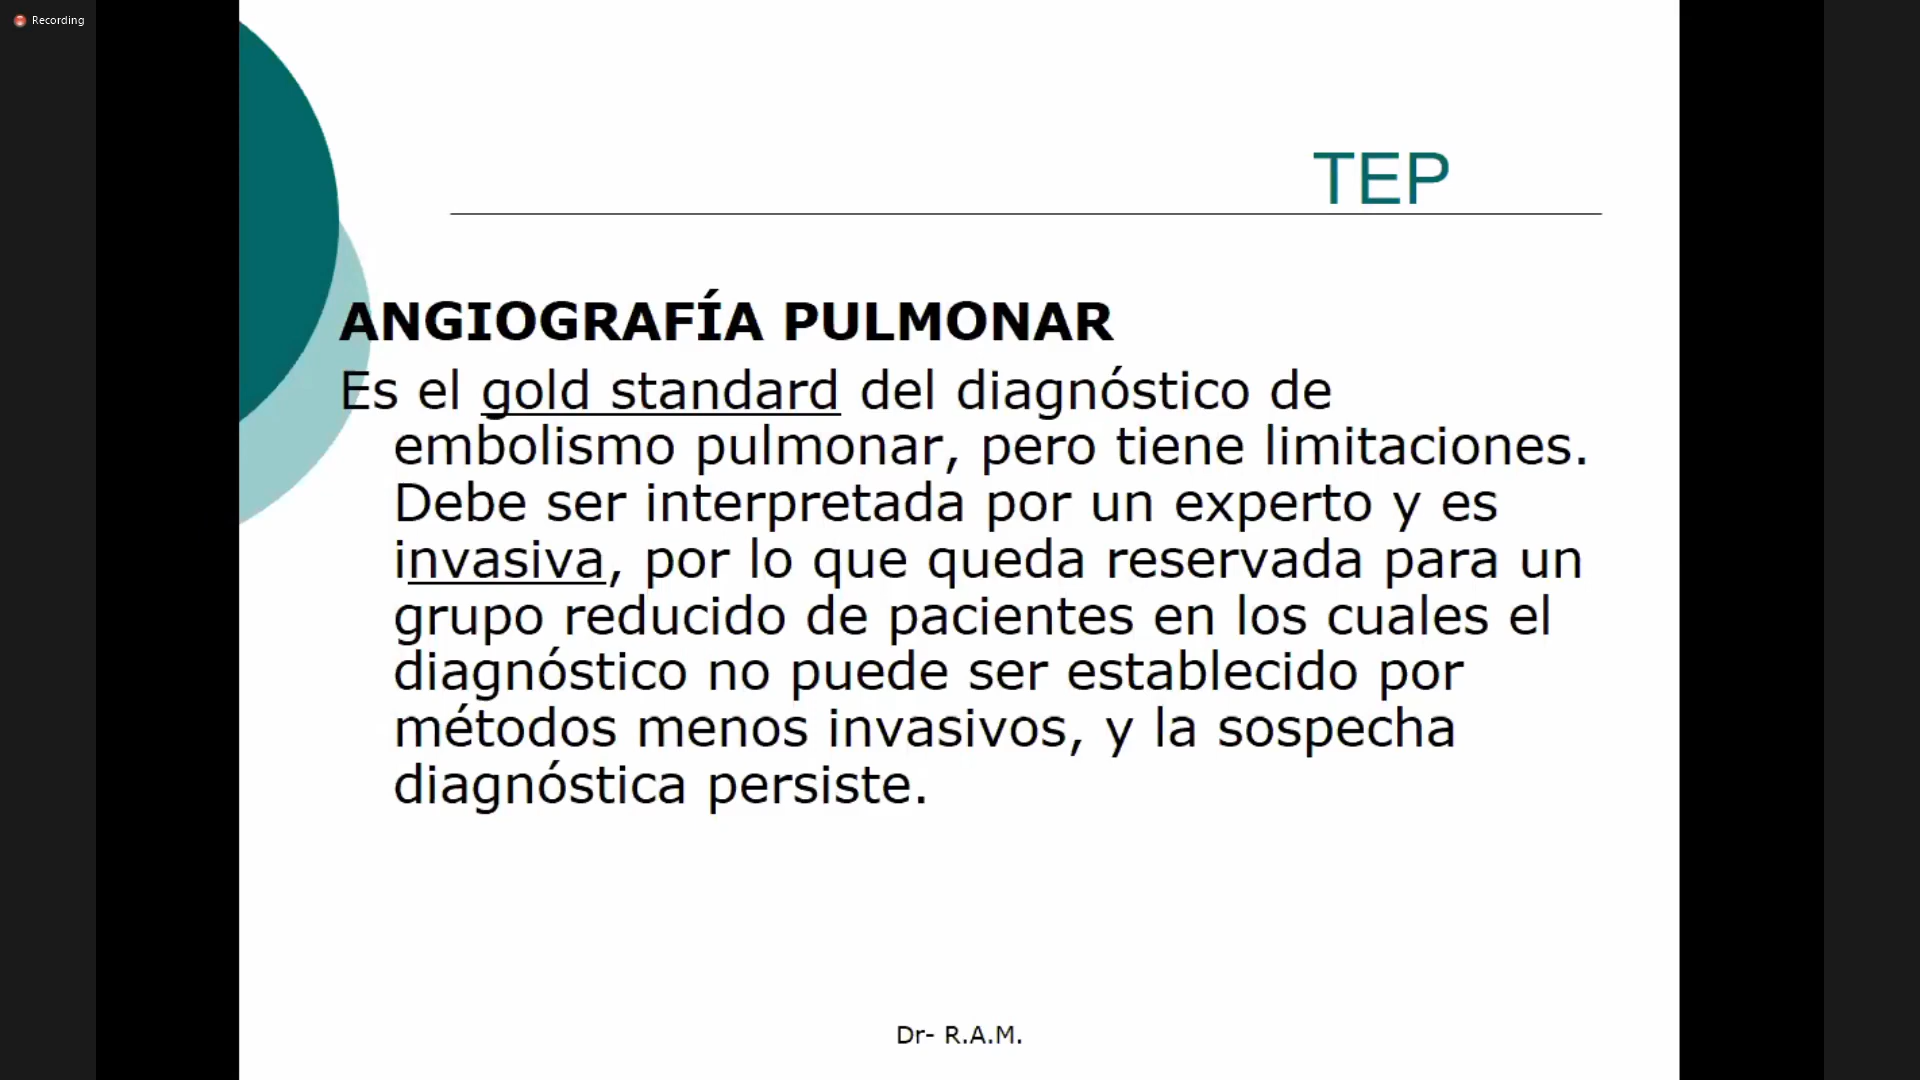 Recording
TEP
ANGIOGRAFÍA PULMONAR
Es el gold standard del diagnóstico de
embolismo pulmonar, pero tiene limitaciones.
Debe ser interpretada por un experto y es
invasiva, por lo que queda reservada para un
grupo reducido de pacientes en los cuales el
diagnóstico no puede ser establecido por
métodos menos invasivos, y la sospecha
diagnóstica persiste.
Dr- R.A.M.